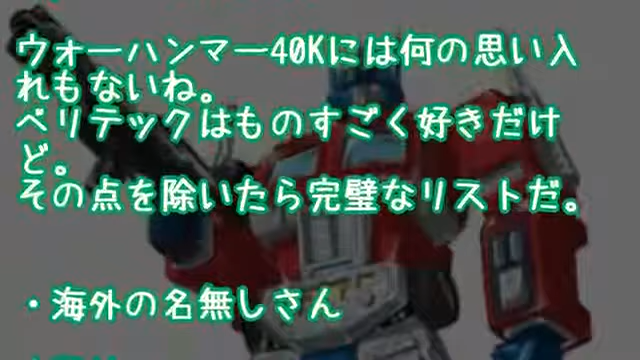 ウォーハンマー40Kには何の思い入
れもないね。
ベリテックはものすごく好きだけ
ど。
その点を除いたら完璧なリストだ。
・海外の名無しさん